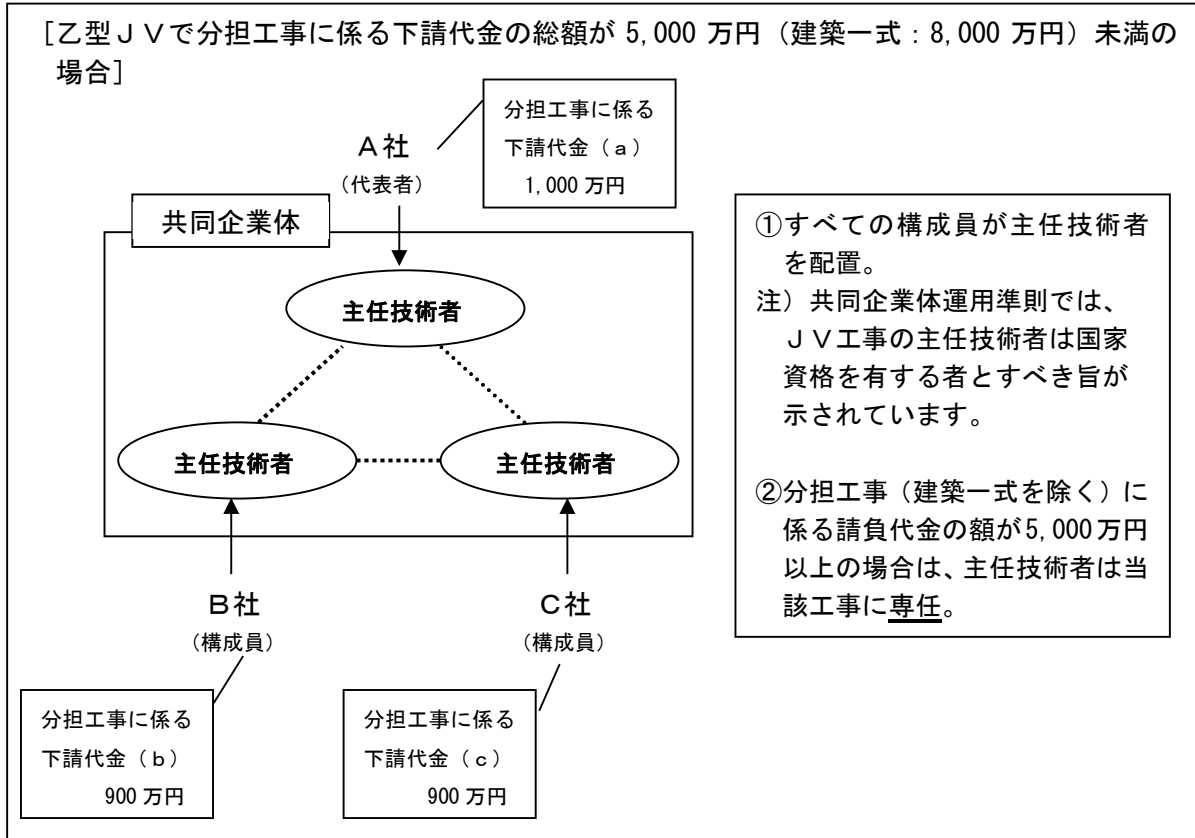 [乙型ＪＶで分担工事に係る下請代金の総額が 5,000 万円（建築一式：8,000 万円）未満の
場合]
分担工事に係る
下請代金（ａ）
1,000 万円
Ａ社
（代表者）
共同企業体
主任技術者
主任技術者
主任技術者
Ｂ社
（構成員）
Ｃ社
（構成員）
分担工事に係る
下請代金（ｂ）
900 万円
分担工事に係る
下請代金（ｃ）
900 万円
①すべての構成員が主任技術者
を配置。
注）共同企業体運用準則では、
ＪＶ工事の主任技術者は国家
資格を有する者とすべき旨が
示されています。
②分担工事（建築一式を除く）に
係る請負代金の額が5,000万円
以上の場合は、主任技術者は当
該工事に専任。